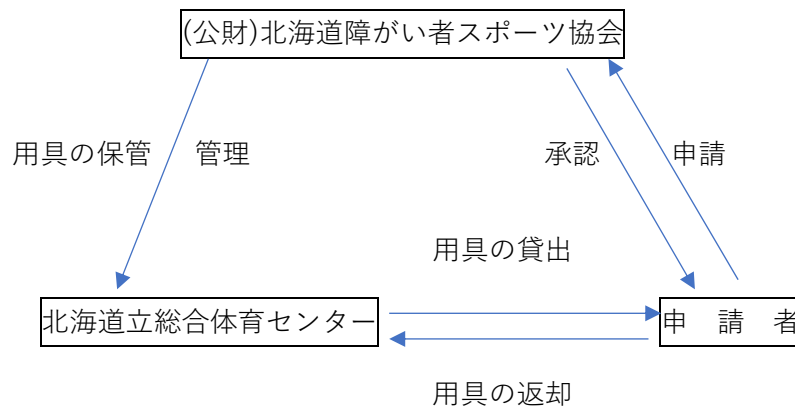 (公財)北海道障がい者スポーツ協会
用具の保管　管理
承認　申請
用具の貸出
北海道立総合体育センター
申　請　者
用具の返却